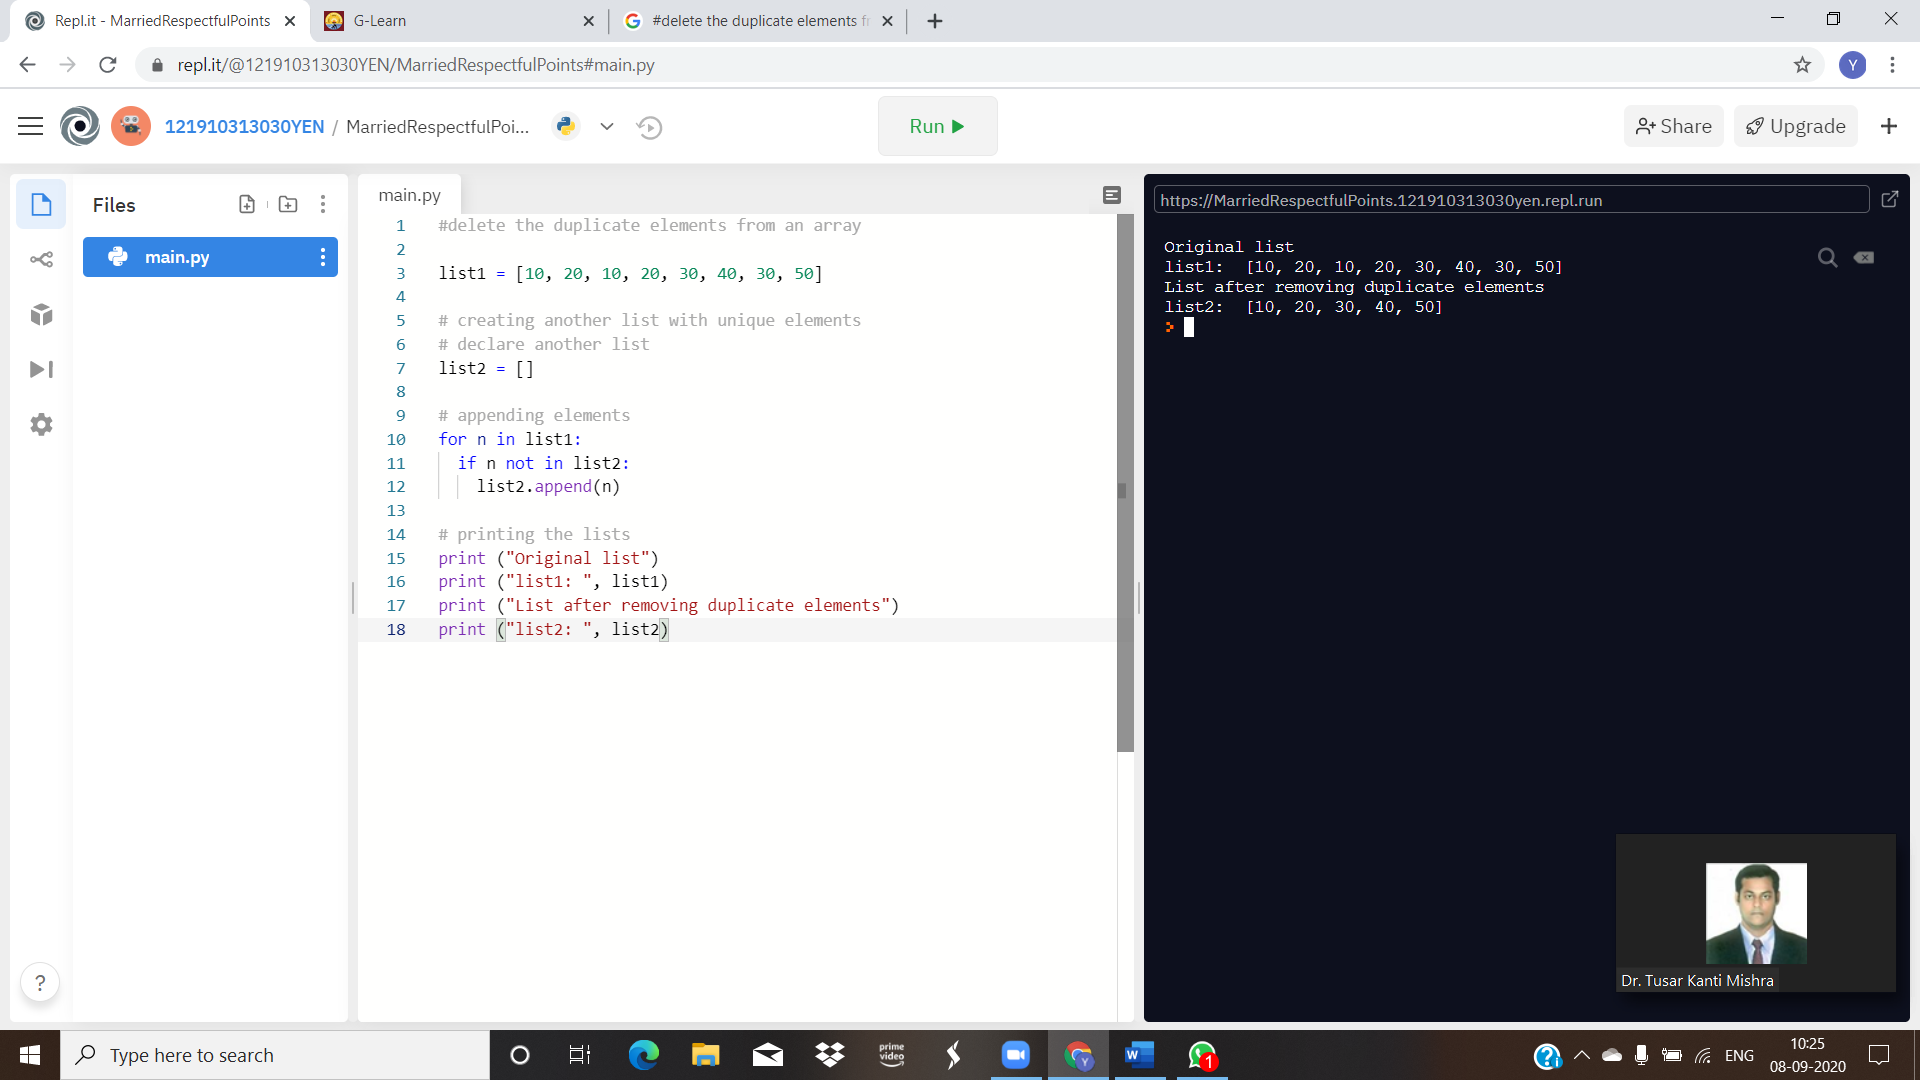 Repl.it - MarriedRespectfulPoints
G-Learn
#delete the duplicate elements f
repl.it/@121910313030YEN/MarriedRespectfulPoints#main.py
Y
121910313030YEN / MarriedRespectfulPoi...
Run
Share
Upgrade
Files
main.py
main.py
1 #delete the duplicate elements from an array
2
3 list1 = [10, 20, 10, 20, 30, 40, 30, 50]
4
5 # creating another list with unique elements
6 # declare another list
7 list2 = []
8
9 # appending elements
10 for n in list1:
11 if n not in list2:
12 list2.append(n)
13
14 # printing the lists
15 print ("Original list")
16 print ("list1: ", list1)
17 print ("List after removing duplicate elements")
18 print ("list2: ", list2)
https://MarriedRespectfulPoints.121910313030yen.repl.run
Original list
list1:  [10, 20, 10, 20, 30, 40, 30, 50]
List after removing duplicate elements
list2:  [10, 20, 30, 40, 50]
Dr. Tusar Kanti Mishra
?
Type here to search
prime
video
W
Y
1
ENG
10:25
08-09-2020